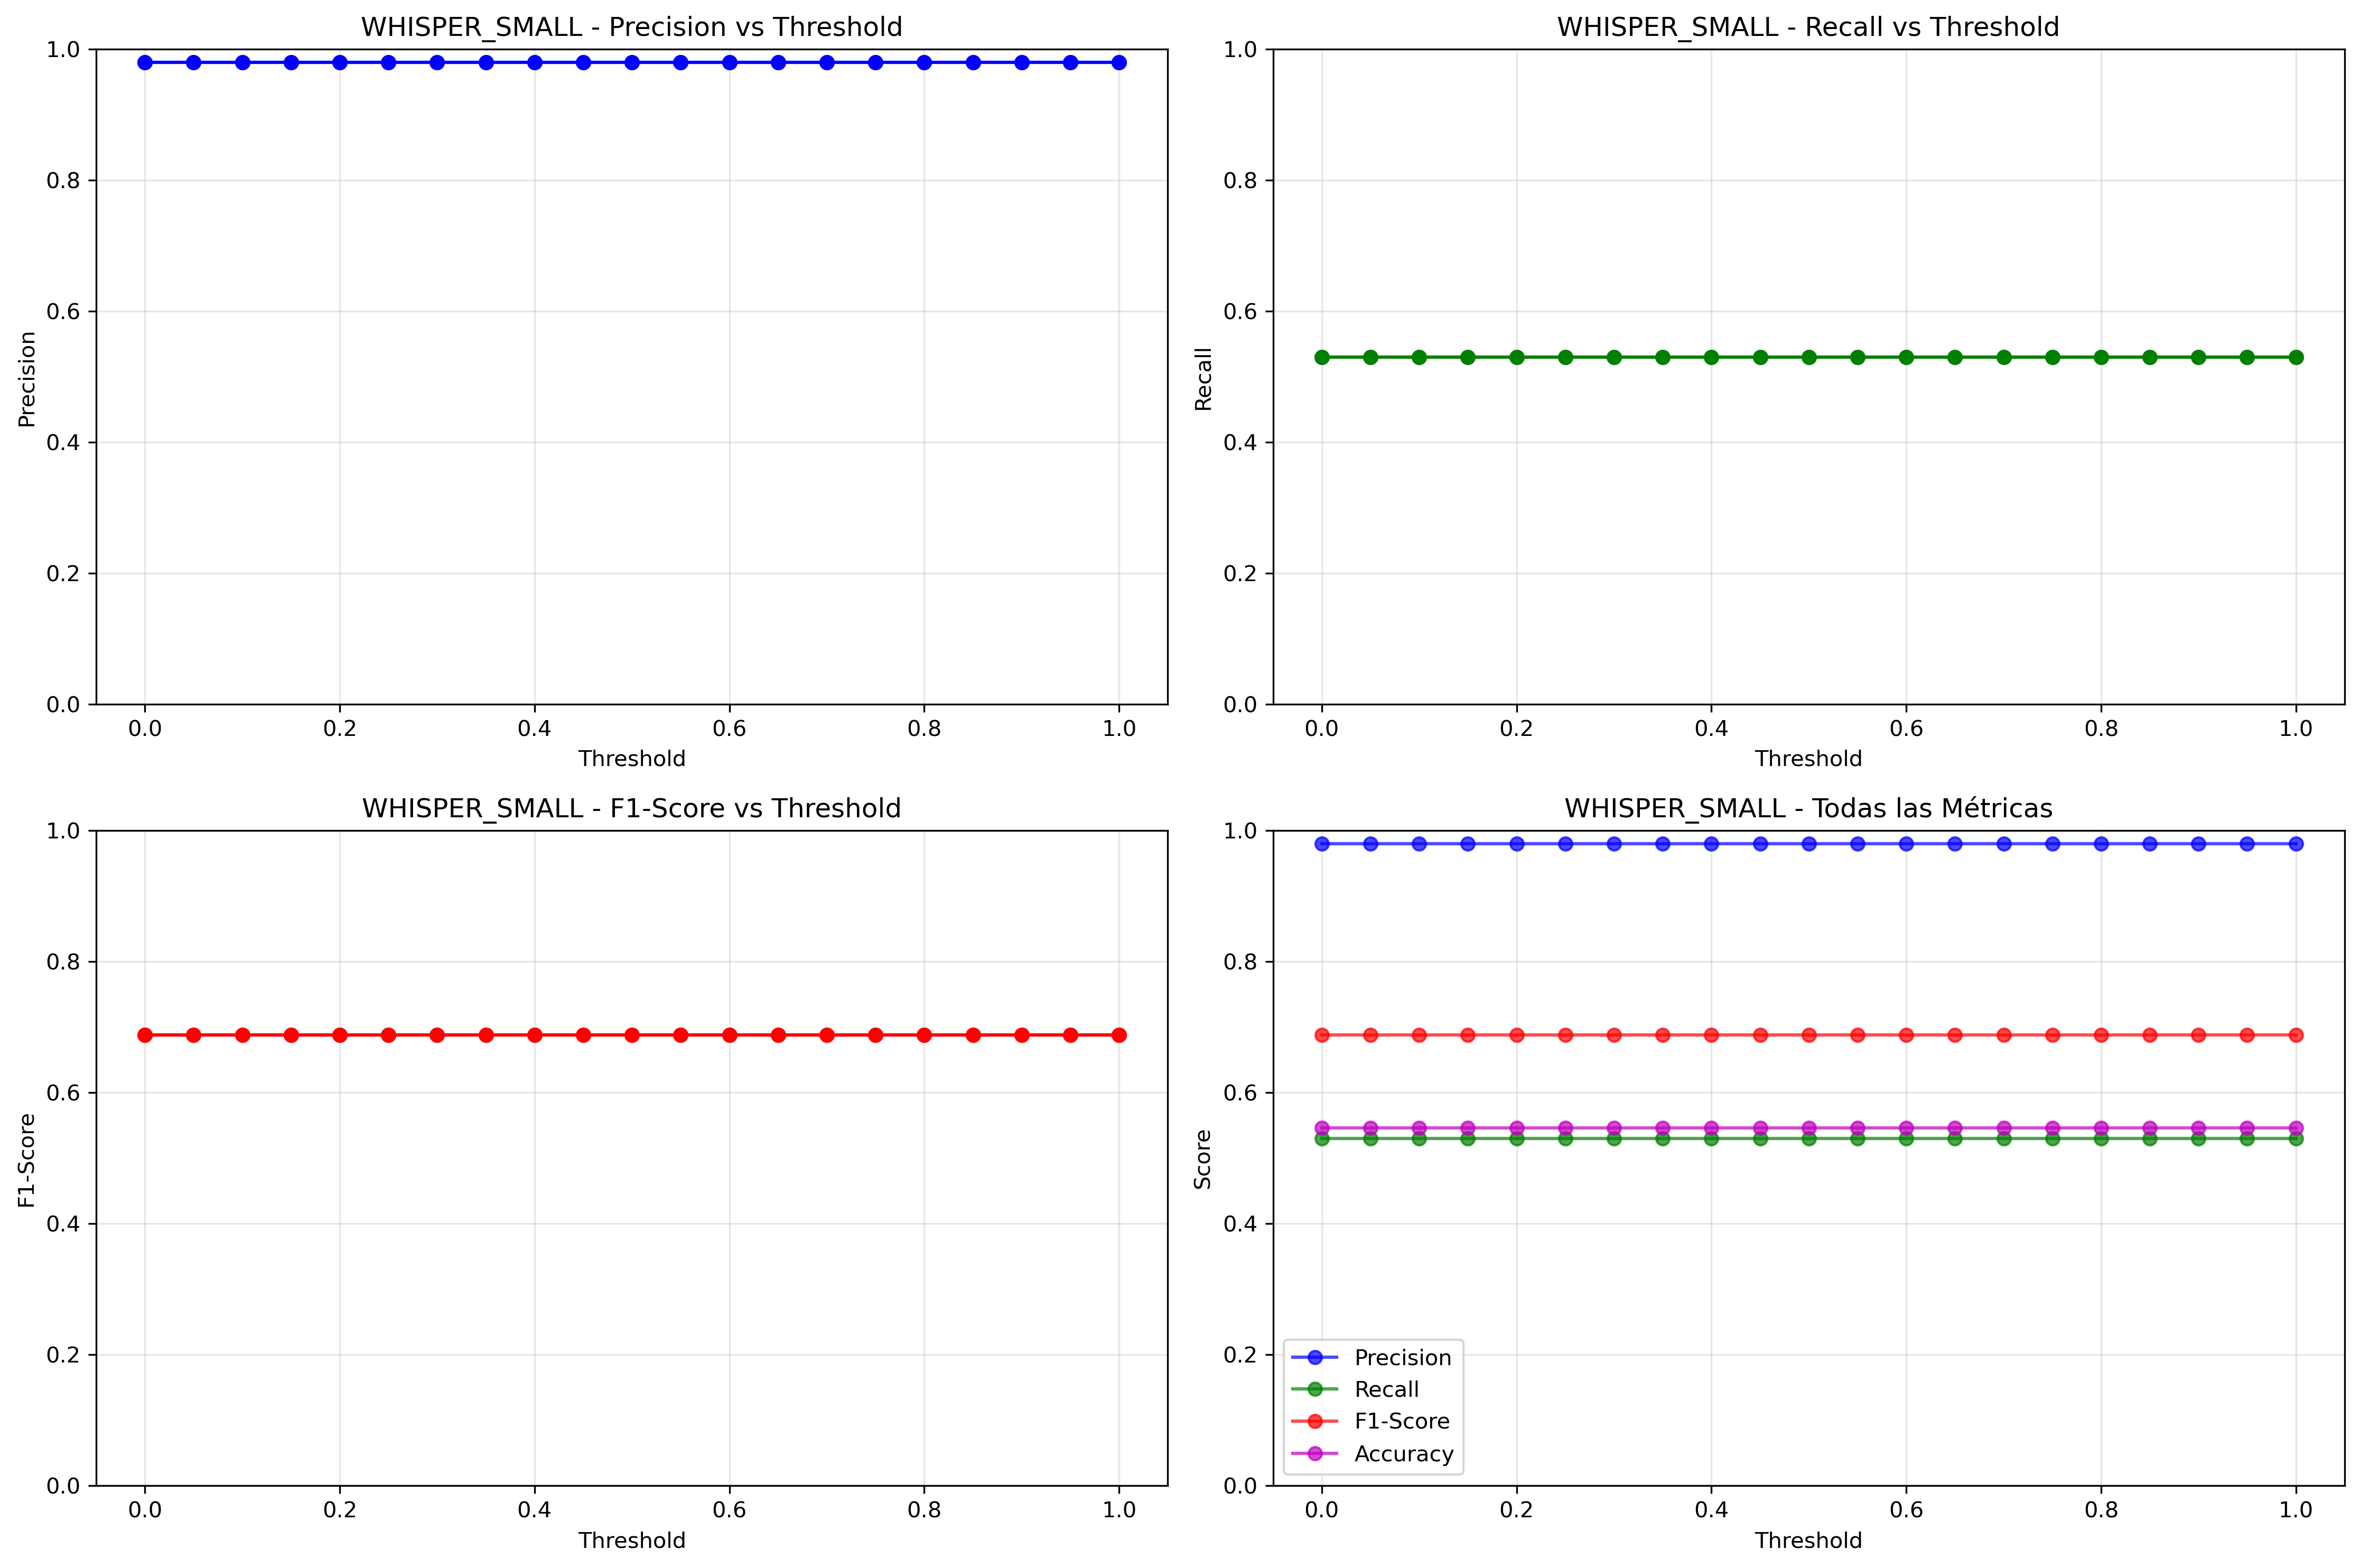 WHISPER_SMALL - Precision vs Threshold
1.0
0.8
0.6
0.4
0.2
0.0
Precision
0.0 0.2 0.4 0.6 0.8 1.0
Threshold
WHISPER_SMALL - Recall vs Threshold
1.0
0.8
0.6
0.4
0.2
0.0
Recall
0.0 0.2 0.4 0.6 0.8 1.0
Threshold
WHISPER_SMALL - F1-Score vs Threshold
1.0
0.8
0.6
0.4
0.2
0.0
F1-Score
0.0 0.2 0.4 0.6 0.8 1.0
Threshold
WHISPER_SMALL - Todas las Métricas
1.0
0.8
0.6
0.4
0.2
0.0
Score
Precision
Recall
F1-Score
Accuracy
0.0 0.2 0.4 0.6 0.8 1.0
Threshold